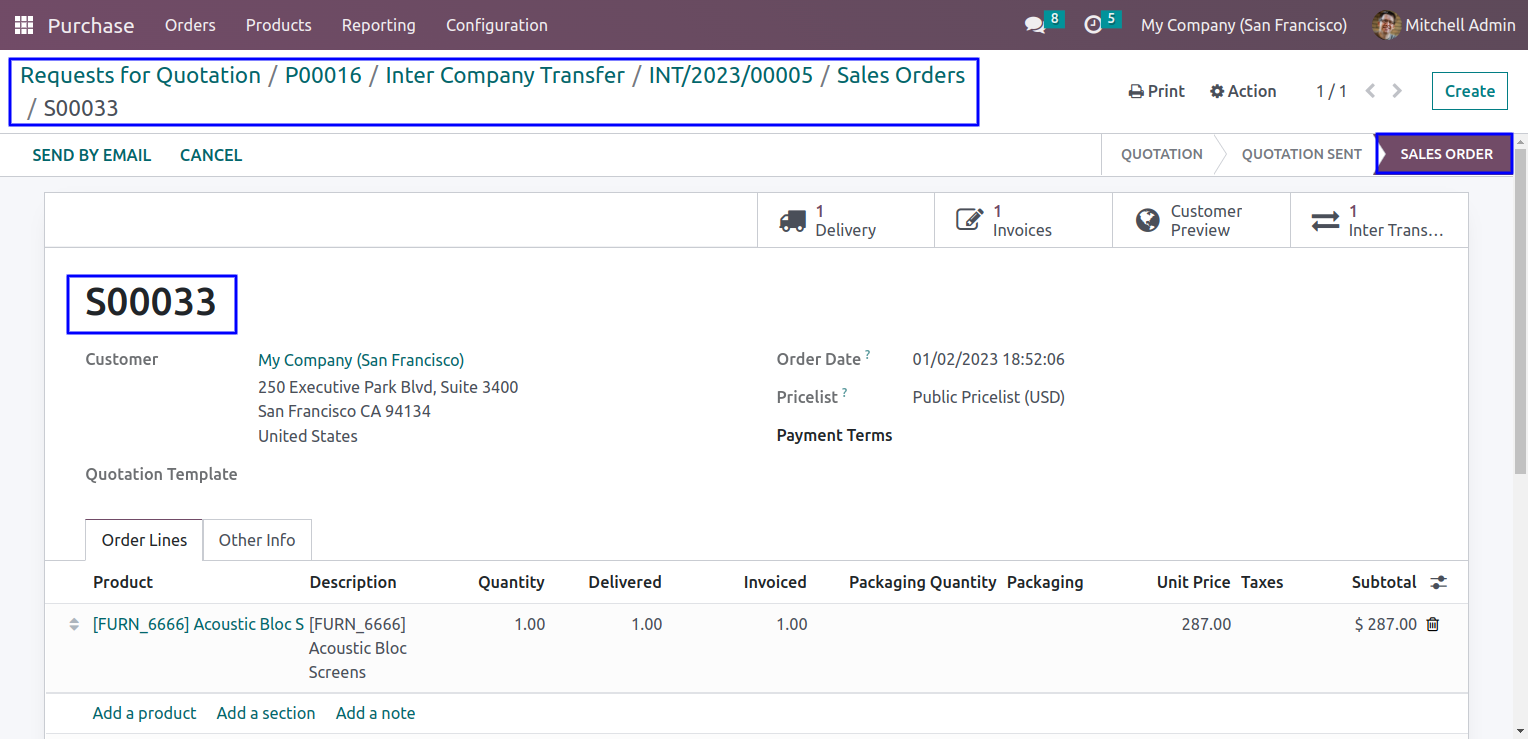 Purchase Orders Products Reporting Configuration 8 5 My Company (San Francisco) Mitchell Admin
Requests for Quotation / P00016 / Inter Company Transfer / INT/2023/00005 / Sales Orders
/ S00033
Print Action 1 / 1 Create
SEND BY EMAIL CANCEL QUOTATION QUOTATION SENT SALES ORDER
1
Delivery
1
Invoices
Customer
Preview
1
Inter Trans...
S00033
Customer My Company (San Francisco)
250 Executive Park Blvd, Suite 3400
San Francisco CA 94134
United States
Quotation Template
Order Date ? 01/02/2023 18:52:06
Pricelist ? Public Pricelist (USD)
Payment Terms
Order Lines Other Info
Product Description Quantity Delivered Invoiced Packaging Quantity Packaging Unit Price Taxes Subtotal
[FURN_6666] Acoustic Bloc S [FURN_6666] 1.00 1.00 1.00 287.00 $ 287.00
Acoustic Bloc
Screens
Add a product Add a section Add a note